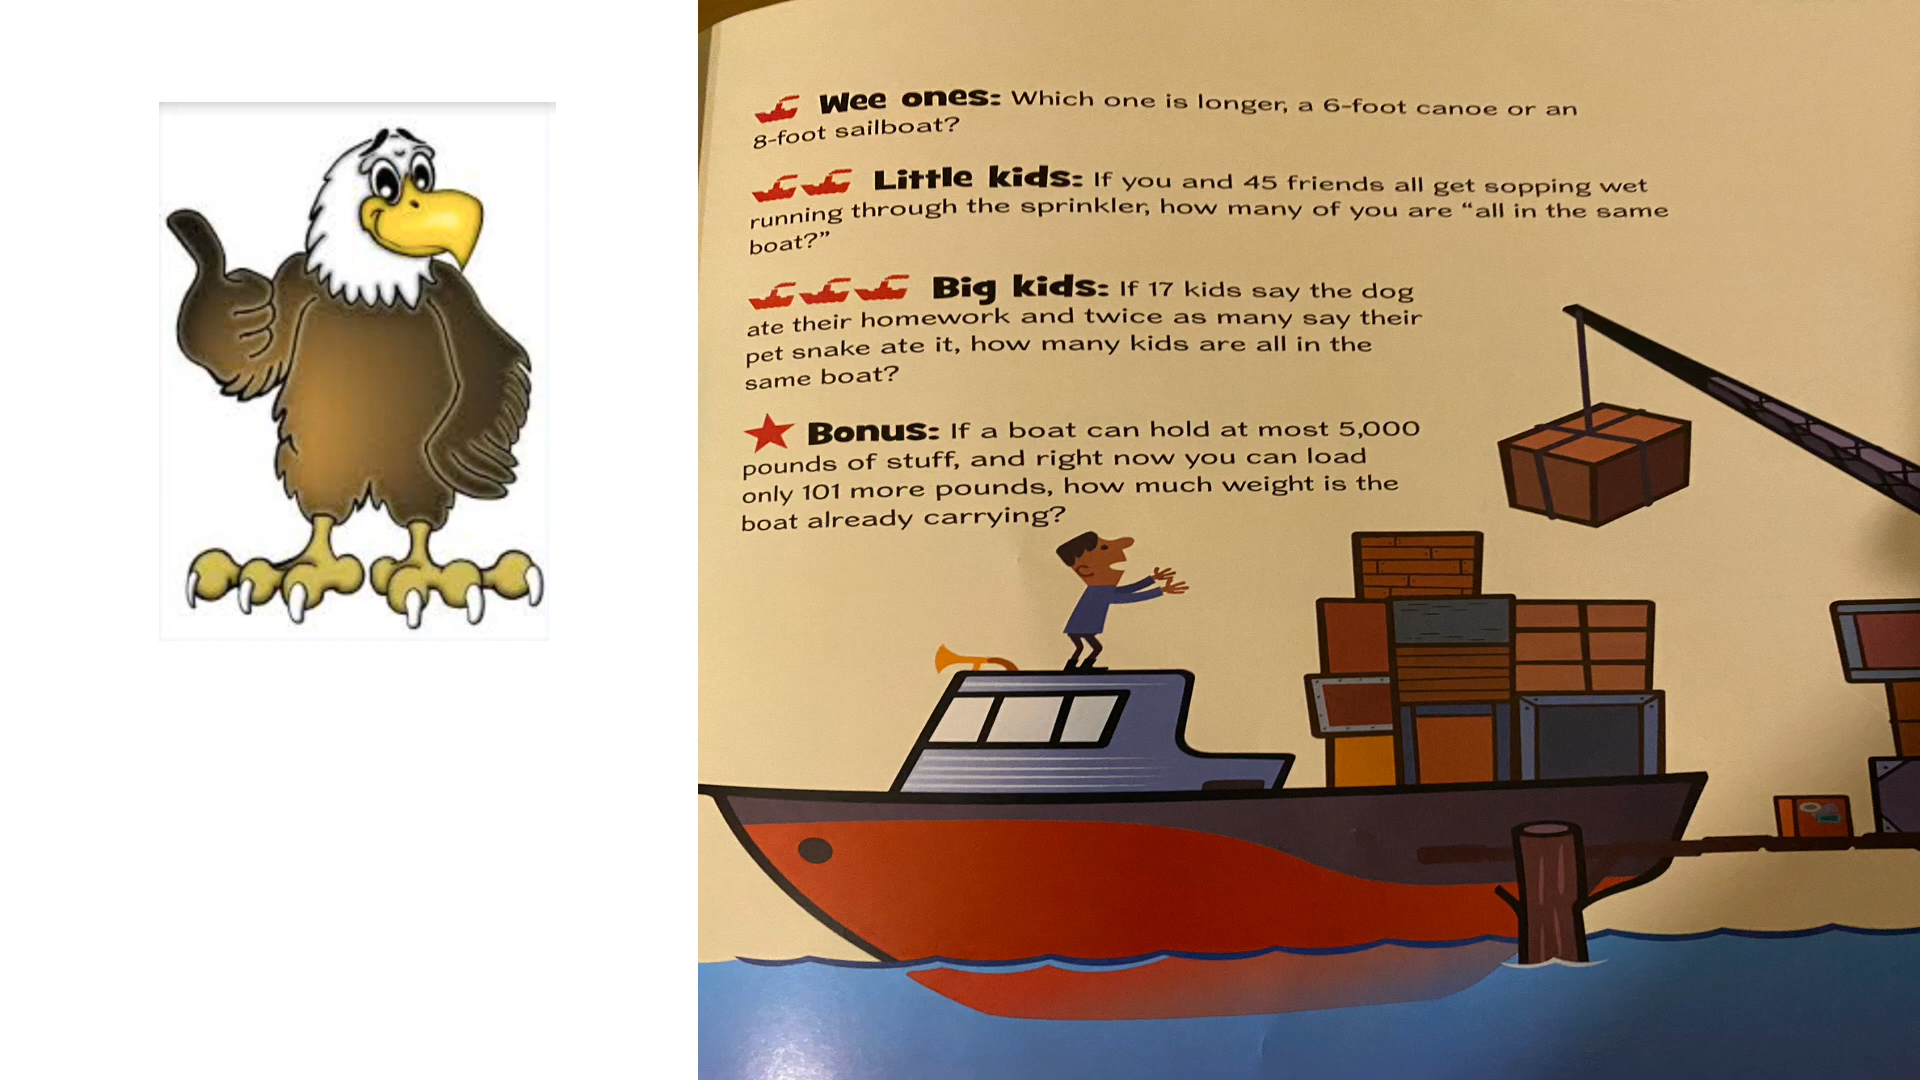 Wee ones: Which one is longer, a 6-foot canoe or an
8-foot sailboat?
Little kids: If you and 45 friends all get sopping wet
running through the sprinkler, how many of you are “all in the same
boat?”
Big kids: If 17 kids say the dog
ate their homework and twice as many say their
pet snake ate it, how many kids are all in the
same boat?
Bonus: If a boat can hold at most 5,000
pounds of stuff, and right now you can load
only 101 more pounds, how much weight is the
boat already carrying?